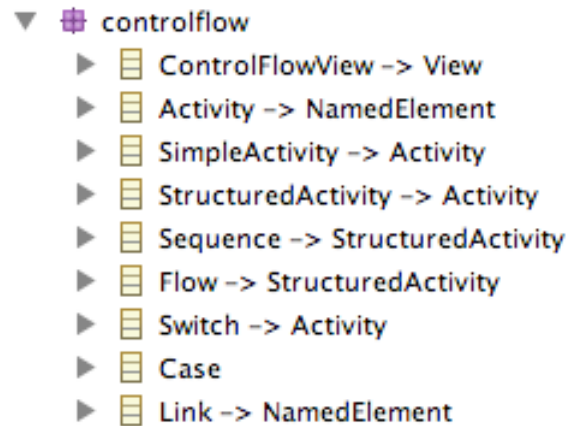 controlflow
ControlFlowView -> View
Activity -> NamedElement
SimpleActivity -> Activity
StructuredActivity -> Activity
Sequence -> StructuredActivity
Flow -> StructuredActivity
Switch -> Activity
Case
Link -> NamedElement